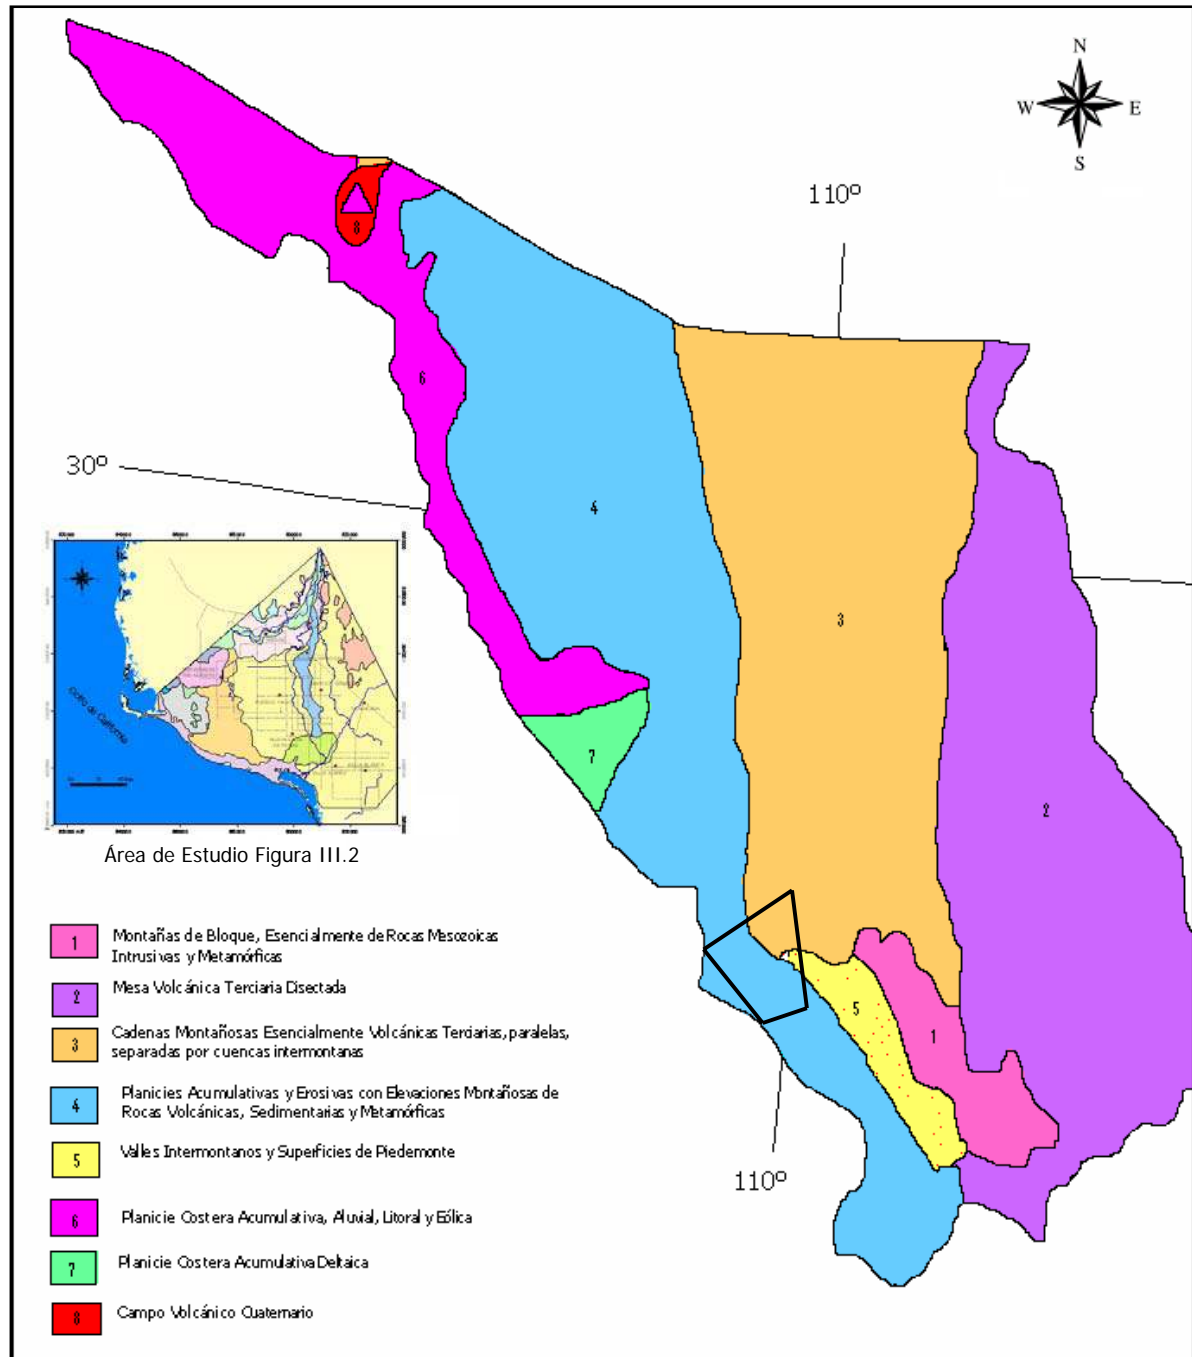 N
W E
S
110º
8
6
30º
4
3
7
2
Golfo de California
Área de Estudio Figura III.2
5
1
110º
1 Montañas de Bloque, Esencialmente de Rocas Mesozoicas
Intrusivas y Metamórficas
2 Mesa Volcánica Terciaria Disectada
3 Cadenas Montañosas Esencialmente Volcánicas Terciarias, paralelas,
separadas por cuencas intermontanas
4 Planicies Acumulativas y Erosivas con Elevaciones Montañosas de
Rocas Volcánicas, Sedimentarias y Metamórficas
5 Valles Intermontanos y Superficies de Piedemonte
6 Planicie Costera Acumulativa, Aluvial, Litoral y Eólica
7 Planicie Costera Acumulativa Deltaica
8 Campo Volcánico Cuaternario